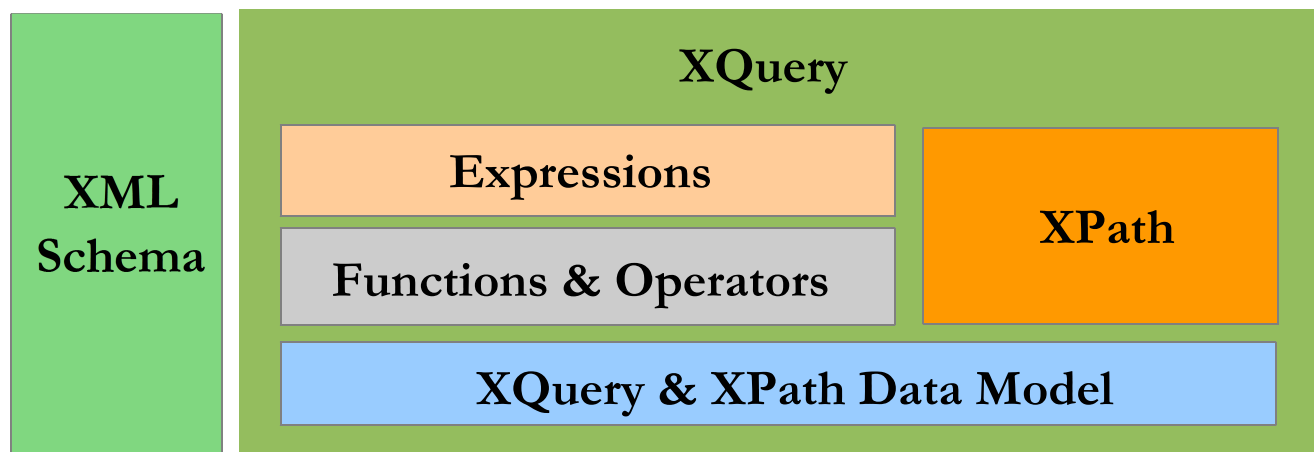 XML
Schema
XQuery
Expressions
Functions & Operators
XPath
XQuery & XPath Data Model